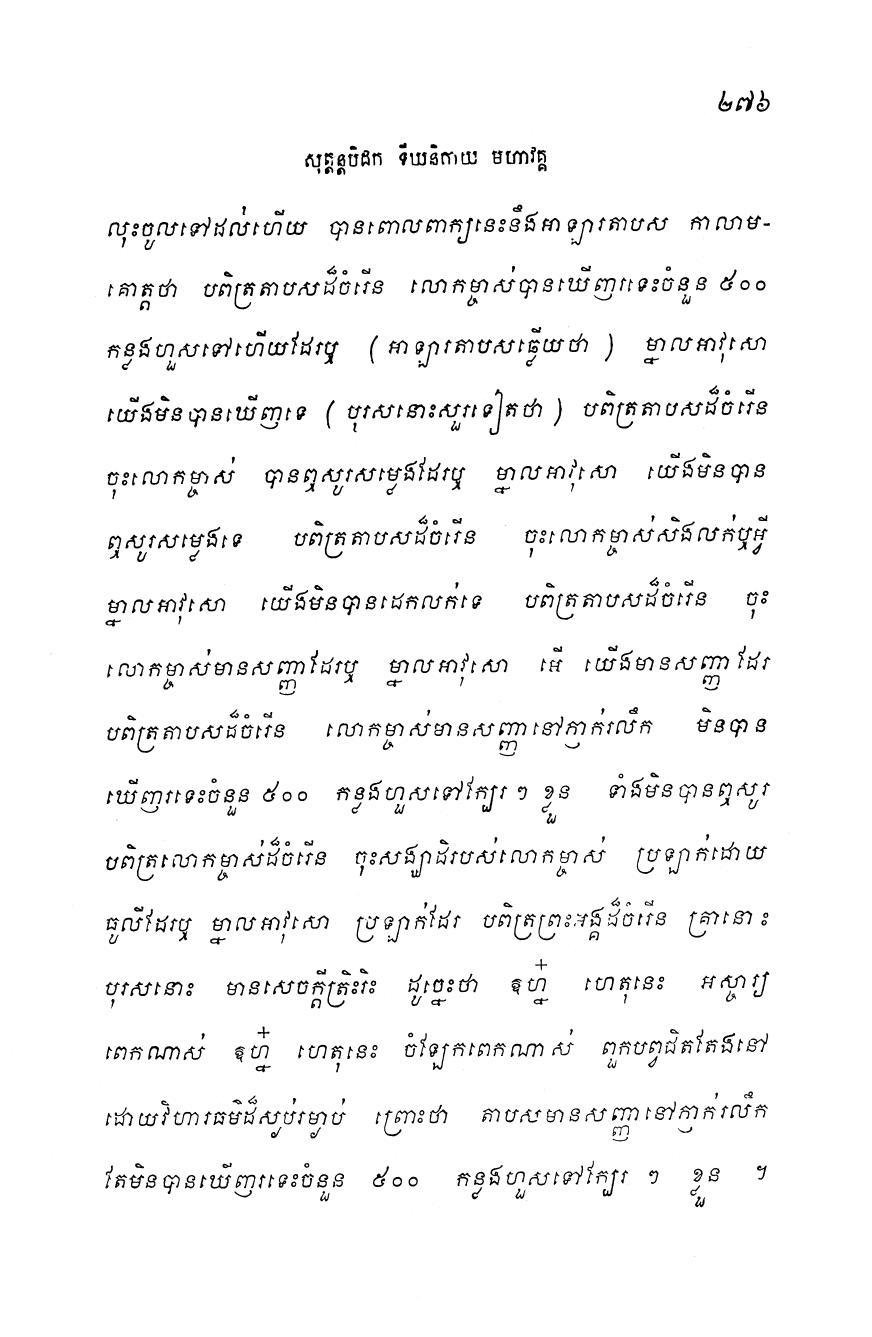 ២៧៦
សុត្តន្តបិដក ទីឃនិកាយ មហាវគ្គ
លុះចូលទៅដល់ហើយ បានពោលពាក្យនេះនឹងអាឡារតាបស កាលាម-
គោត្តថា បពិត្រតាបសដ៏ចំរើន លោកម្ចាស់បានឃើញរទេះចំនួន ៥០០
កន្លងហួសទៅហើយដែរឬ ( អាឡារតាបសឆ្លើយថា ) ម្នាលអាវុសោ
យើងមិនបានឃើញទេ ( បុរសនោះសួរទៀតថា ) បពិត្រតាបសដ៏ចំរើន
ចុះលោកម្ចាស់ បានឮសូរសម្លេងដែរឬ ម្នាលអាវុសោ យើងមិនបាន
ឮសូរសម្លេងទេ បពិត្រតាបសដ៏ចំរើន ចុះលោកម្ចាស់សិងលក់ឬអ្វី
ម្នាលអាវុសោ យើងមិនបានដេកលក់ទេ បពិត្រតាបសដ៏ចំរើន ចុះ
លោកម្ចាស់មានសញ្ញាដែរឬ ម្នាលអាវុសោ អើ យើងមានសញ្ញាដែរ
បពិត្រតាបសដ៏ចំរើន លោកម្ចាស់មានសញ្ញានៅភ្ញាក់រលឹក មិនបាន
ឃើញរទេះចំនួន ៥០០ កន្លងហួសទៅក្បែរ ៗ ខ្លួន ទាំងមិនបានឮសូរ
បពិត្រលោកម្ចាស់ដ៏ចំរើន ចុះសង្ឃាដិរបស់លោកម្ចាស់ ប្រឡាក់ដោយ
ធូលីដែរឬ ម្នាលអាវុសោ ប្រឡាក់ដែរ បពិត្រព្រះអង្គដ៏ចំរើន គ្រានោះ
បុរសនោះ មានសេចក្តីត្រិះរិះ ដូច្នេះថា ឱហ្ន៎ ហេតុនេះ អស្ចារ្យ
ពេកណាស់ ឱហ្ន៎ ហេតុនេះ ចំឡែកពេកណាស់ ពួកបព្វជិតតែងនៅ
ដោយវិហារធម៌ដ៏ស្ងប់រម្ងាប់ ព្រោះថា តាបសមានសញ្ញានៅភ្ញាក់រលឹក
តែមិនបានឃើញរទេះចំនួន ៥០០ កន្លងហួសទៅក្បែរ ៗ ខ្លួន ។